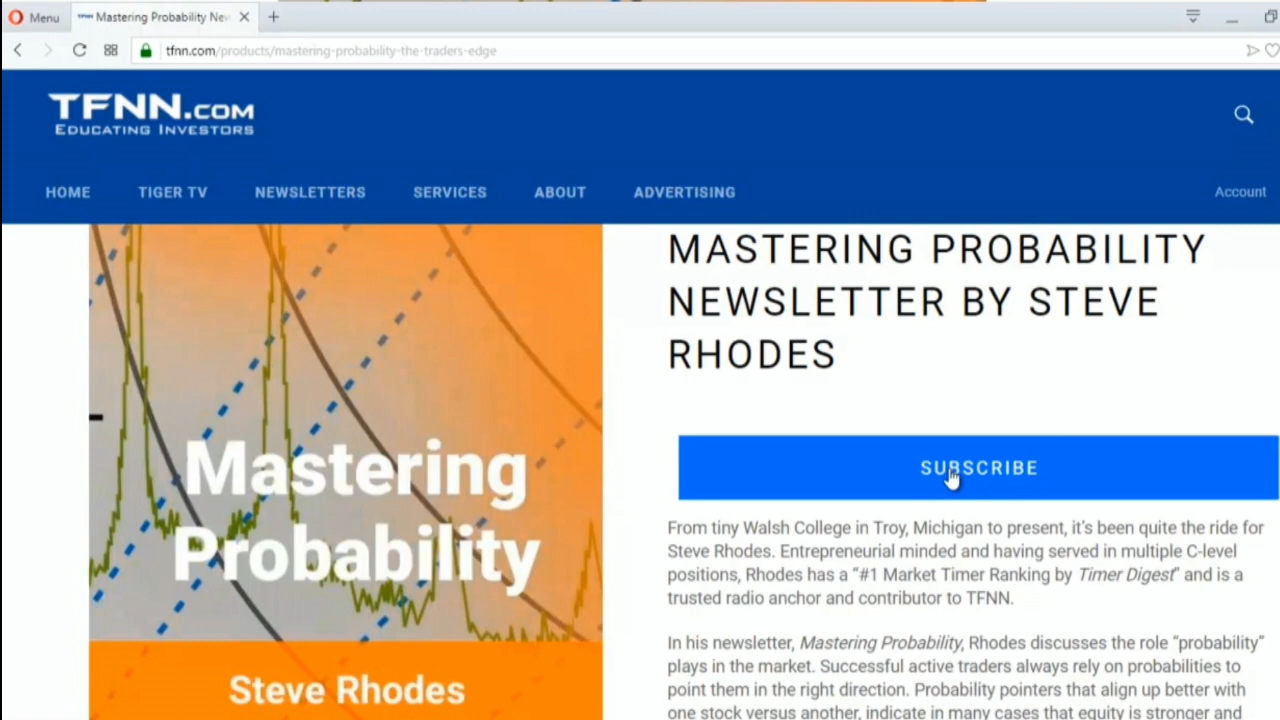 Menu
TFNN Mastering Probability New
tfnn.com/products/mastering-probability-the-traders-edge
TFNN.COM
EDUCATING INVESTORS
HOME TIGER TV NEWSLETTERS SERVICES ABOUT ADVERTISING Account
Mastering
Probability
Steve Rhodes
MASTERING PROBABILITY
NEWSLETTER BY STEVE
RHODES
SUBSCRIBE
From tiny Walsh College in Troy, Michigan to present, it's been quite the ride for
Steve Rhodes. Entrepreneurial minded and having served in multiple C-level
positions, Rhodes has a “#1 Market Timer Ranking by Timer Digest” and is a
trusted radio anchor and contributor to TFNN.
In his newsletter, Mastering Probability, Rhodes discusses the role “probability”
plays in the market. Successful active traders always rely on probabilities to
point them in the right direction. Probability pointers that align up better with
one stock versus another, indicate in many cases that equity is stronger and